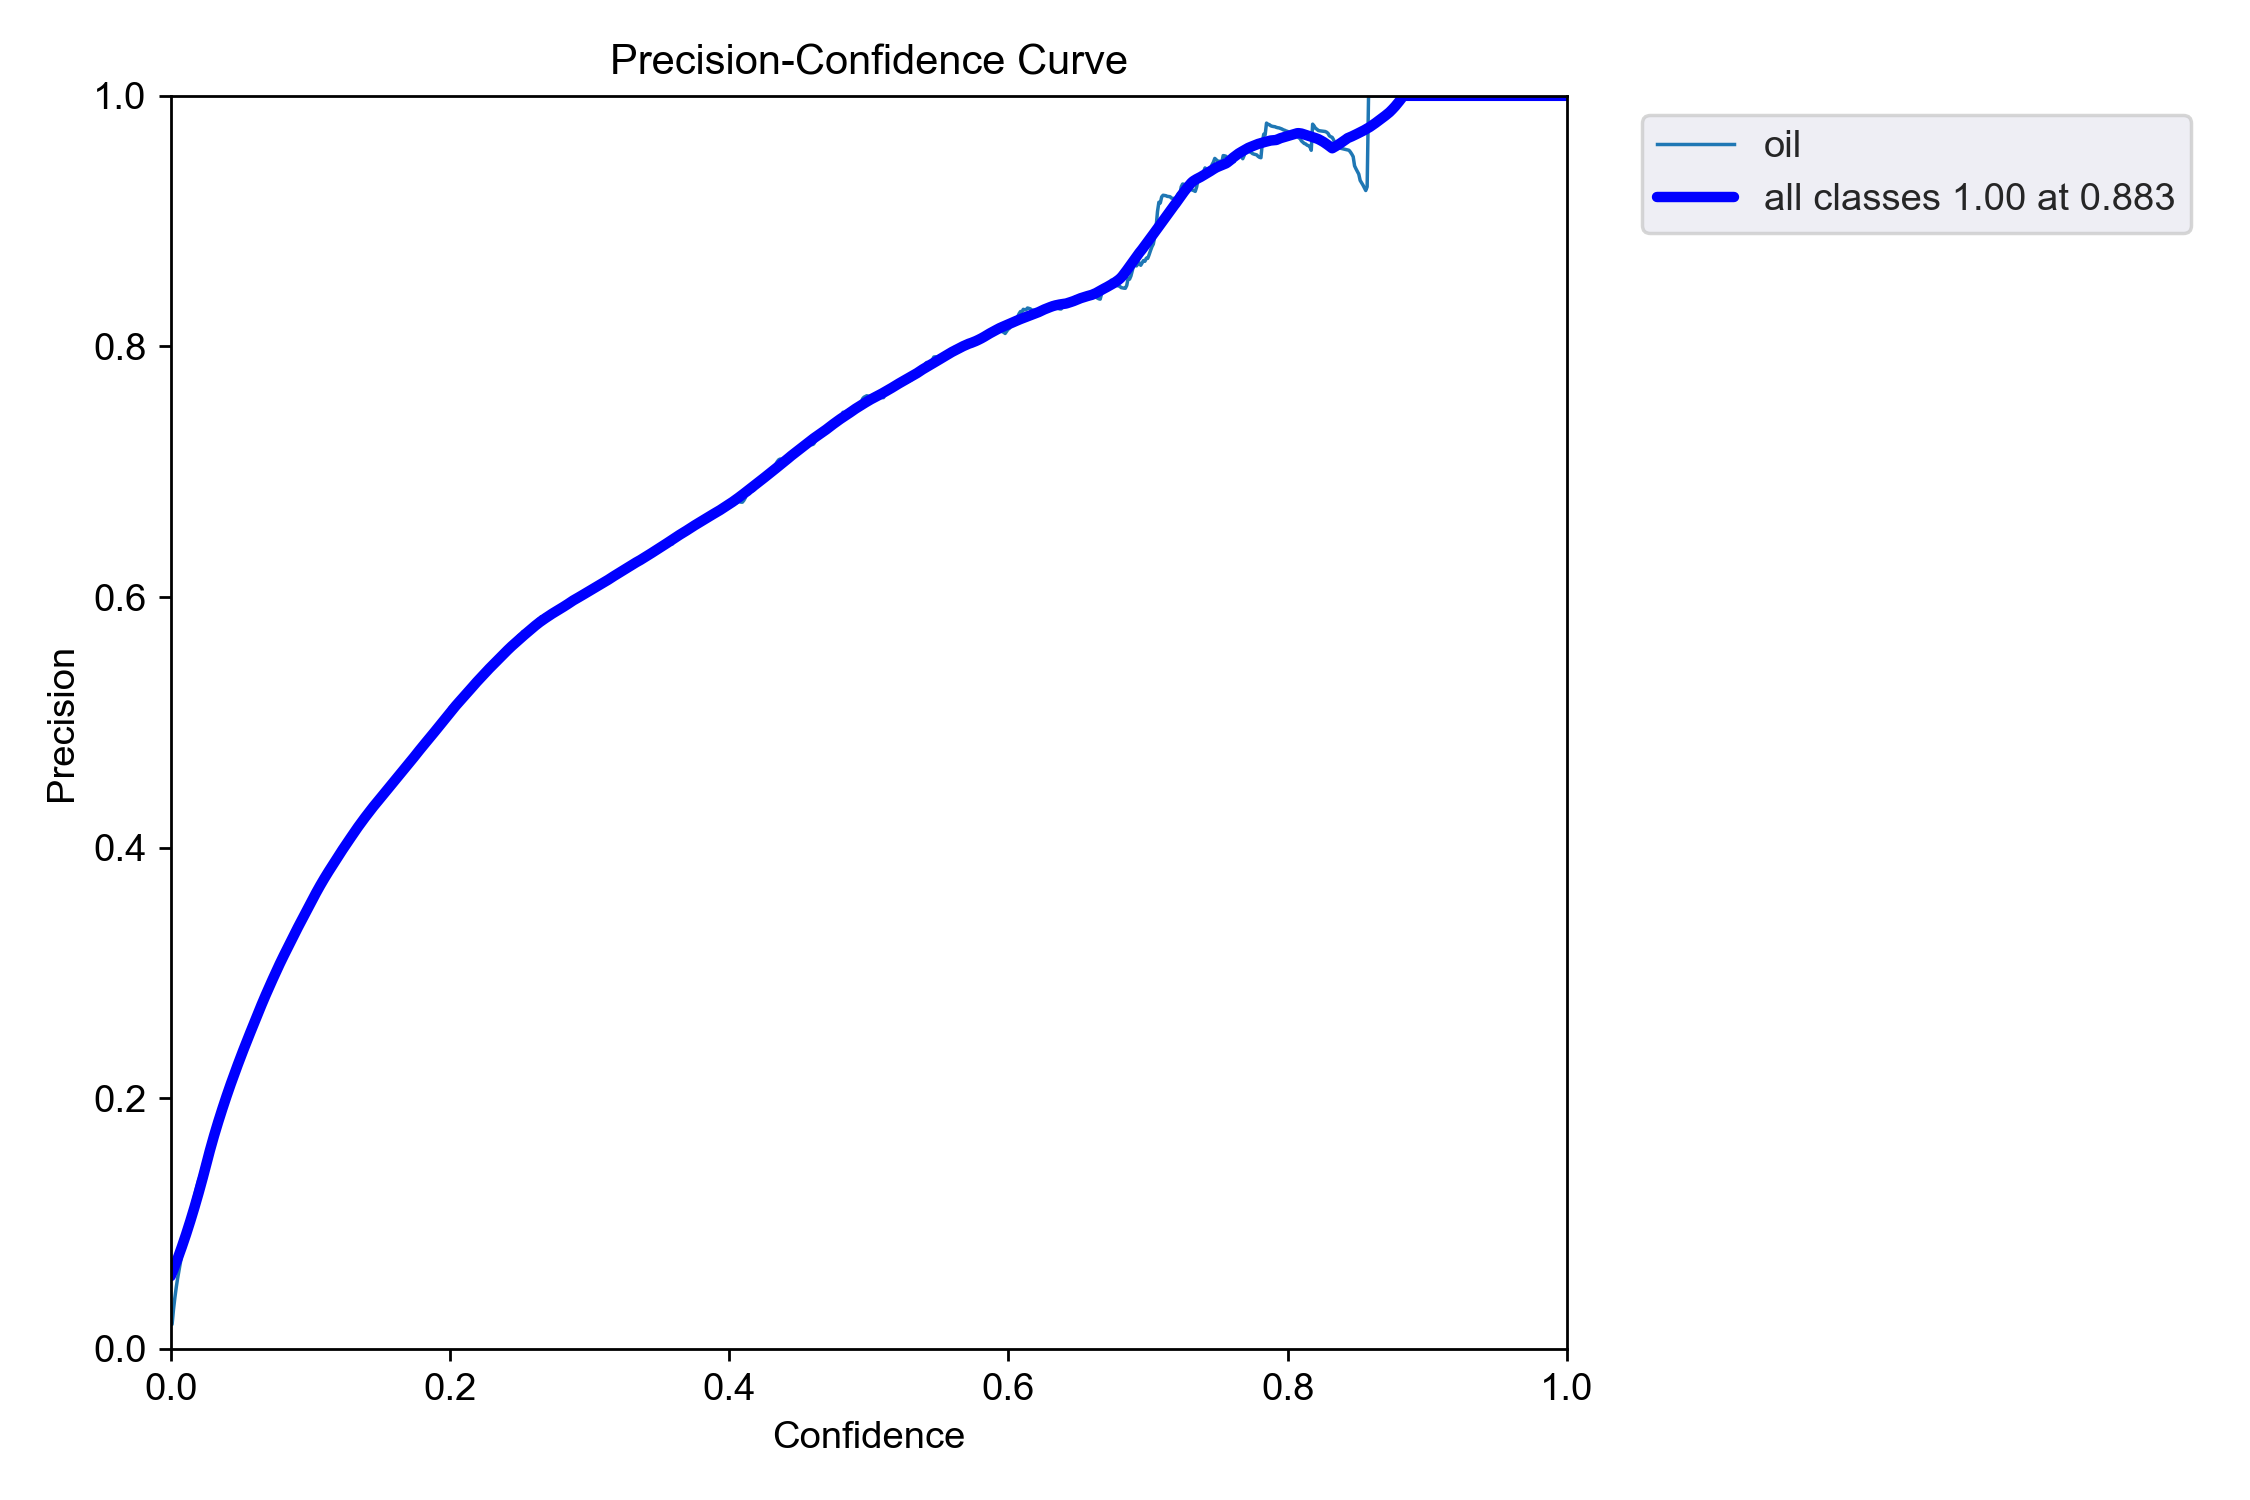 Precision-Confidence Curve
1.0
0.8
0.6
0.4
0.2
0.0
Precision
0.0 0.2 0.4 0.6 0.8 1.0
Confidence
oil
all classes 1.00 at 0.883